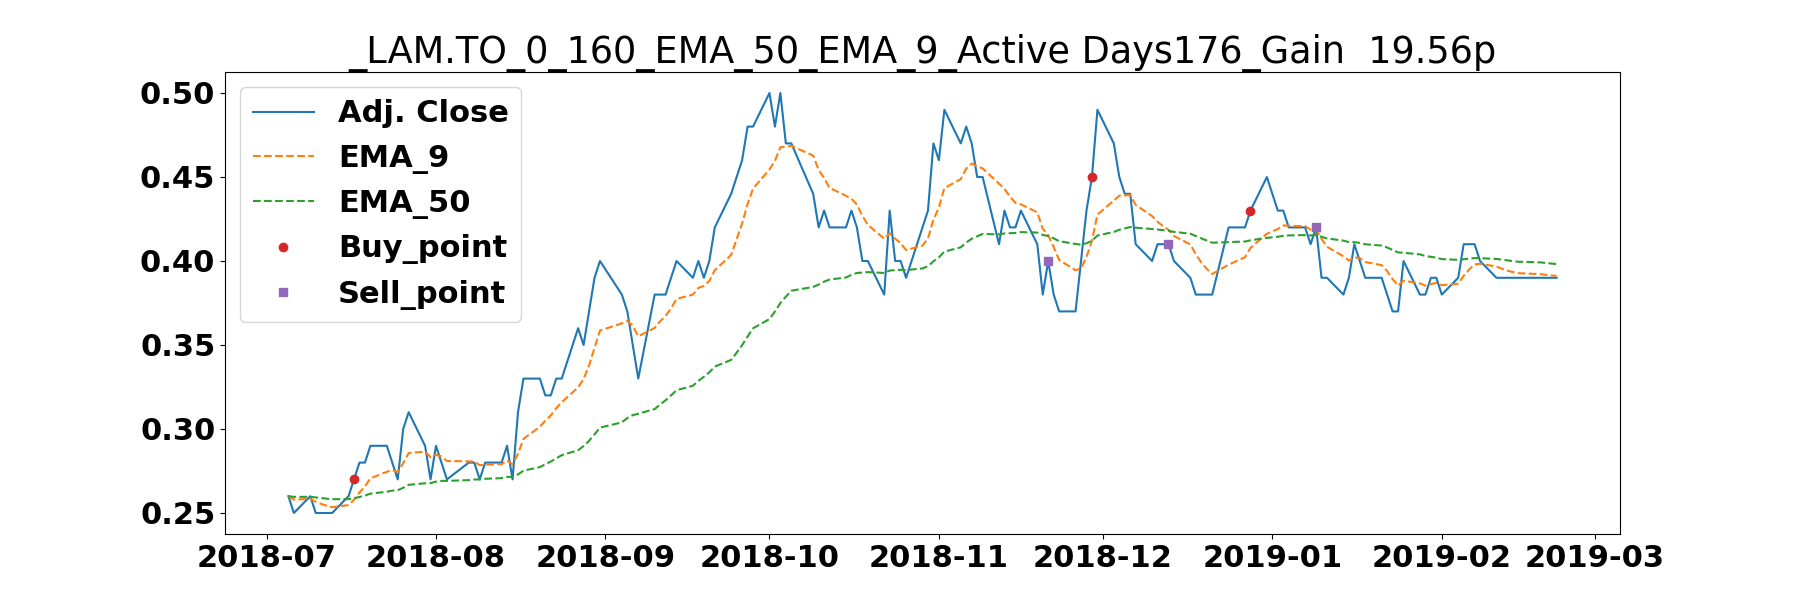 _LAM.TO_0_160_EMA_50_EMA_9_Active Days176_Gain  19.56p
0.50
0.45
0.40
0.35
0.30
0.25
Adj. Close
EMA_9
EMA_50
Buy_point
Sell_point
2018-07 2018-08 2018-09 2018-10 2018-11 2018-12 2019-01 2019-02 2019-03